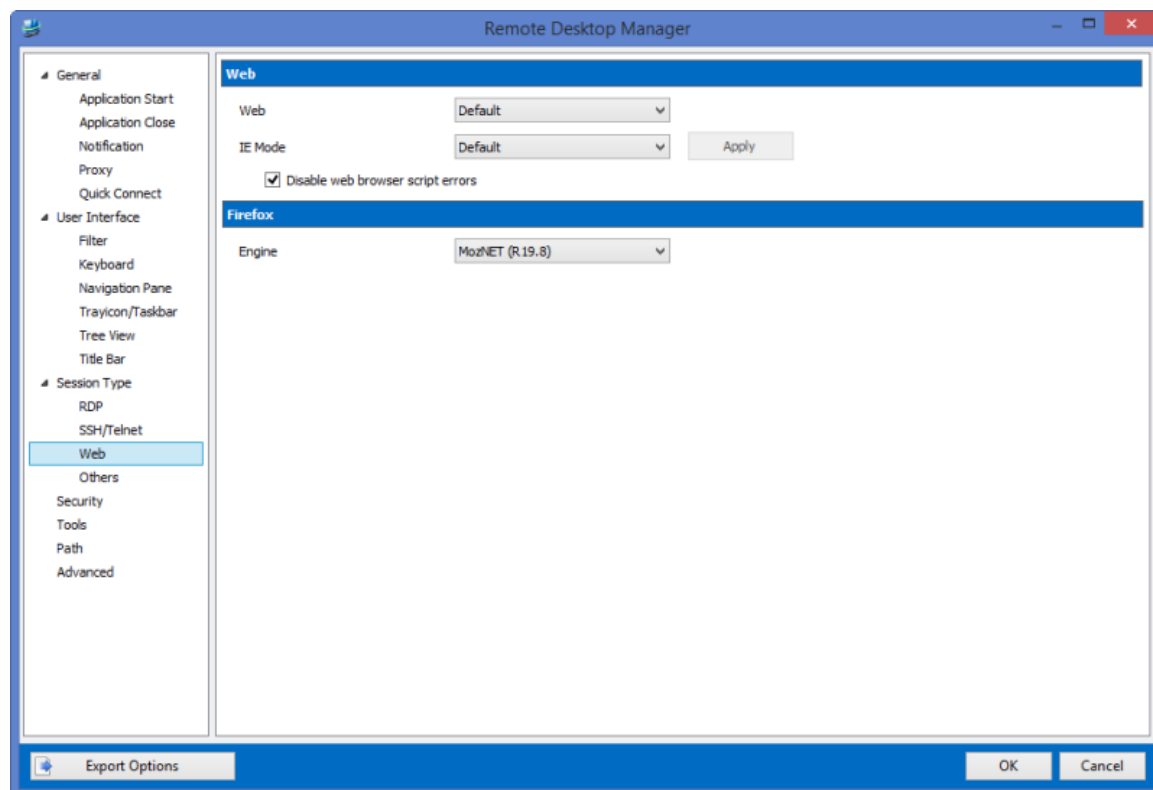 Remote Desktop Manager
General
Application Start
Application Close
Notification
Proxy
Quick Connect
User Interface
Filter
Keyboard
Navigation Pane
Trayicon/Taskbar
Tree View
Title Bar
Session Type
RDP
SSH/Telnet
Web
Others
Security
Tools
Path
Advanced
Web
Web Default
IE Mode Default Apply
Disable web browser script errors
Firefox
Engine MozNET (R19.8)
Export Options OK Cancel